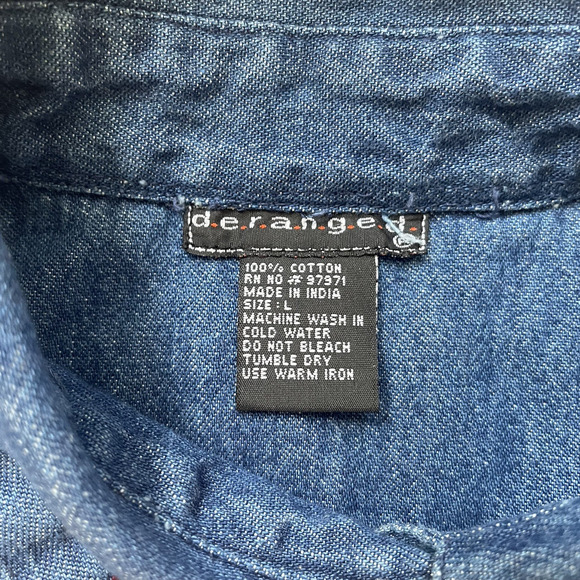 d.e.r.a.n.g.e.d.
®
100% COTTON
RN NO # 97971
MADE IN INDIA
SIZE : L
MACHINE WASH IN
COLD WATER
DO NOT BLEACH
TUMBLE DRY
USE WARM IRON